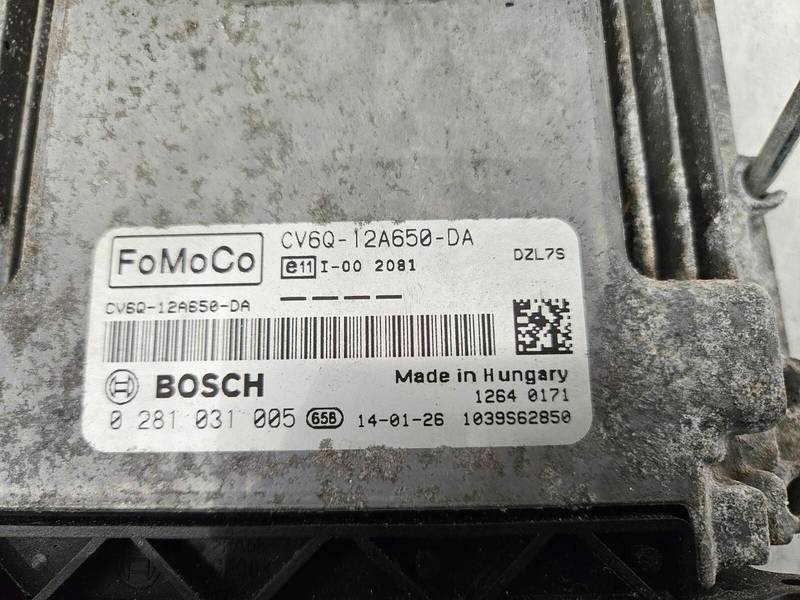 FoMoCo
CV6Q-12A650-DA
e11 I-00 2081
DZL7S
CV6Q-12A650-DA
BOSCH
Made in Hungary
1264 0171
0 281 031 005 65B 14-01-26 1039S62850